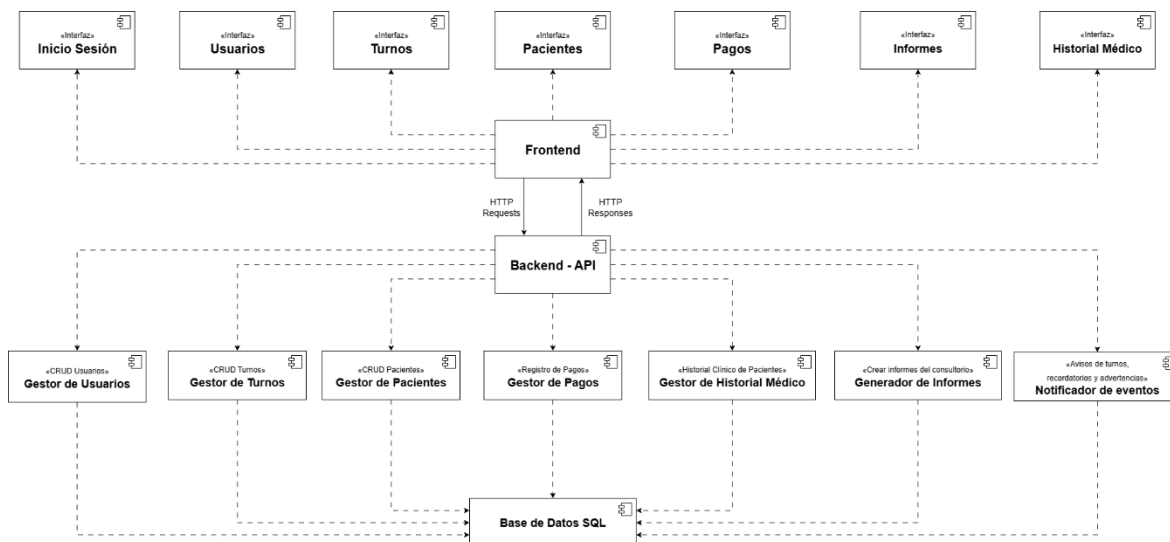 «Interfaz»
Inicio Sesión
«Interfaz»
Usuarios
«Interfaz»
Turnos
«Interfaz»
Pacientes
«Interfaz»
Pagos
«Interfaz»
Informes
«Interfaz»
Historial Médico
Frontend
HTTP
Requests
HTTP
Responses
Backend - API
«CRUD Usuarios»
Gestor de Usuarios
«CRUD Turnos»
Gestor de Turnos
«CRUD Pacientes»
Gestor de Pacientes
«Registro de Pagos»
Gestor de Pagos
«Historial Clínico de Pacientes»
Gestor de Historial Médico
«Crear informes del consultorio»
Generador de Informes
«Avisos de turnos,
recordatorios y advertencias»
Notificador de eventos
Base de Datos SQL